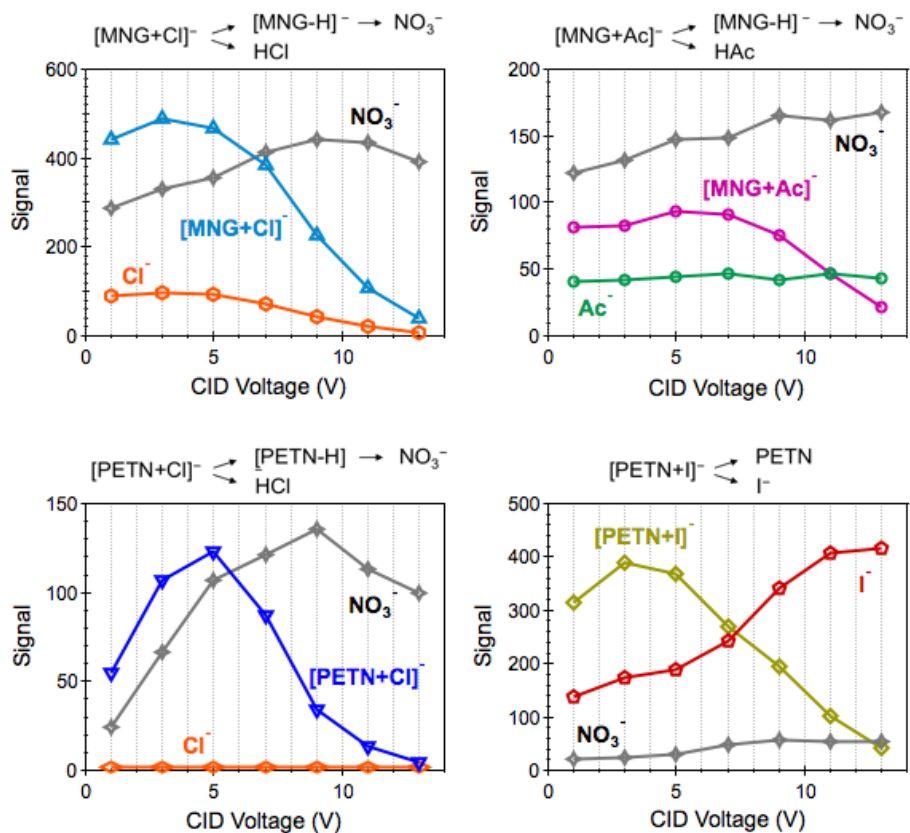 [MNG+Cl]⁻ → [MNG-H]⁻ → NO₃⁻
→ HCl
600
400
200
0
Signal
NO₃⁻
[MNG+Cl]⁻
Cl⁻
0 5 10
CID Voltage (V)
[MNG+Ac]⁻ → [MNG-H]⁻ → NO₃⁻
→ HAc
200
150
100
50
0
Signal
NO₃⁻
[MNG+Ac]⁻
Ac⁻
0 5 10
CID Voltage (V)
[PETN+Cl]⁻ → [PETN-H] → NO₃⁻
→ H̄Cl
150
100
50
0
Signal
NO₃⁻
[PETN+Cl]⁻
Cl⁻
0 5 10
CID Voltage (V)
[PETN+I]⁻ → PETN
→ I⁻
500
400
300
200
100
0
Signal
[PETN+I]⁻
I⁻
NO₃⁻
0 5 10
CID Voltage (V)